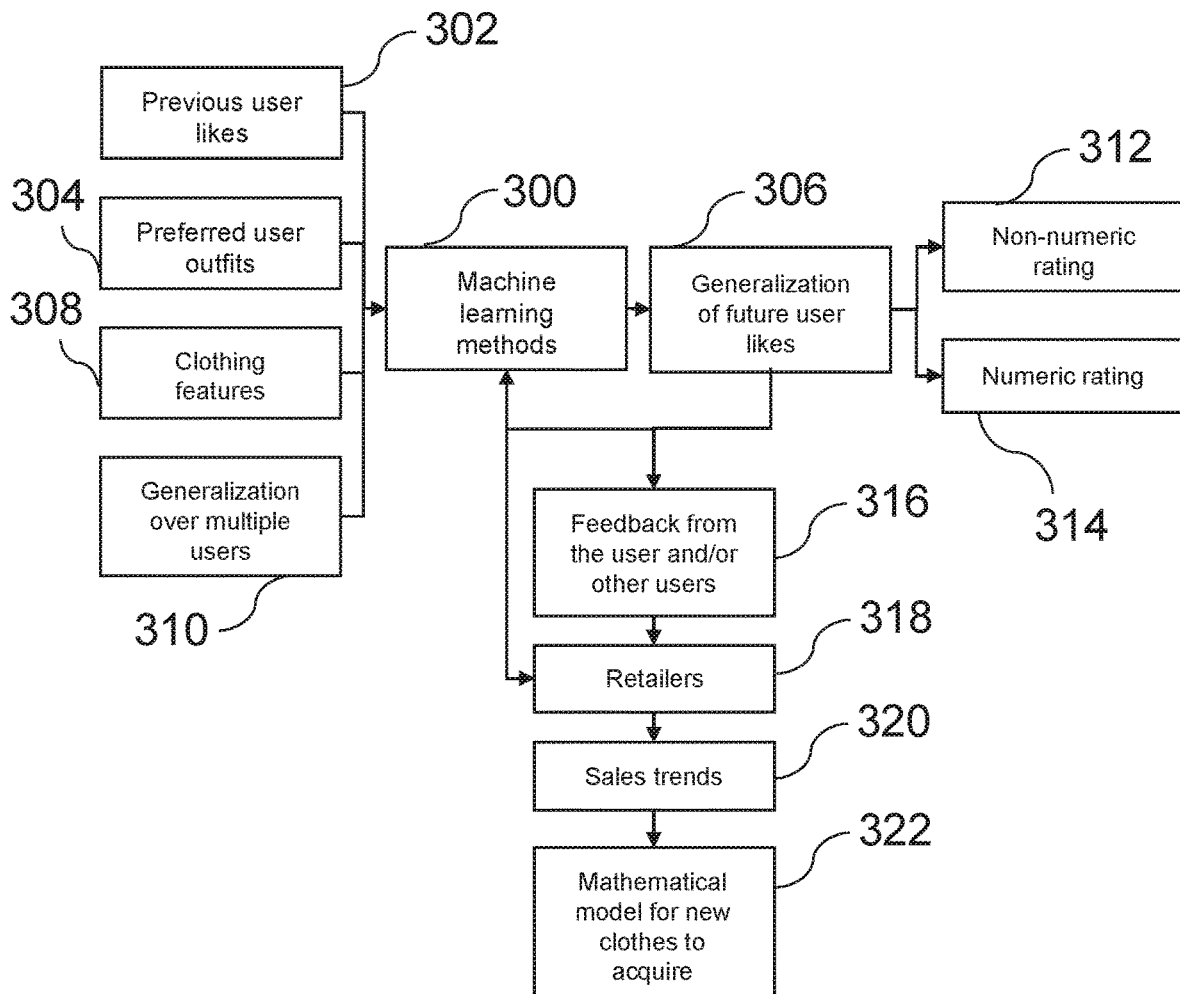 302
Previous user
likes
304
Preferred user
outfits
308
Clothing
features
Generalization
over multiple
users
310
300
Machine
learning
methods
306
Generalization
of future user
likes
312
Non-numeric
rating
Numeric rating
314
Feedback from
the user and/or
other users
316
Retailers
318
Sales trends
320
Mathematical
model for new
clothes to
acquire
322